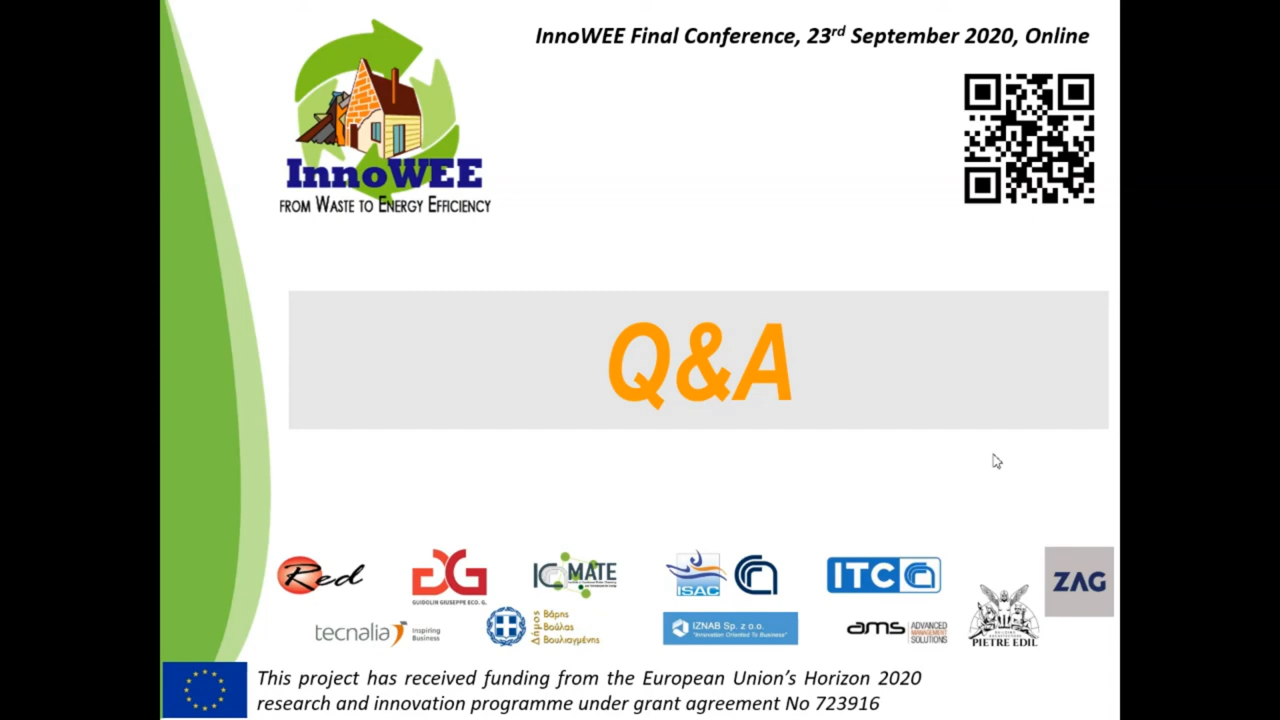 InnoWEE Final Conference, 23rd September 2020, Online
InnoWEE
FROM WASTE TO ENERGY EFFICIENCY
Q&A
Red
GG
GUIDOLIN GIUSEPPE ECO. G.
ICMATE
ISAC
ITC
ZAG
tecnalia Inspiring
Business
Δήμος
Βάρης
Βούλας
Βουλιαγμένης
IZNAB Sp. z o.o.
"Innovation Oriented To Business"
ams ADVANCED
MANAGEMENT
SOLUTIONS
PIETRE EDIL
This project has received funding from the European Union's Horizon 2020
research and innovation programme under grant agreement No 723916